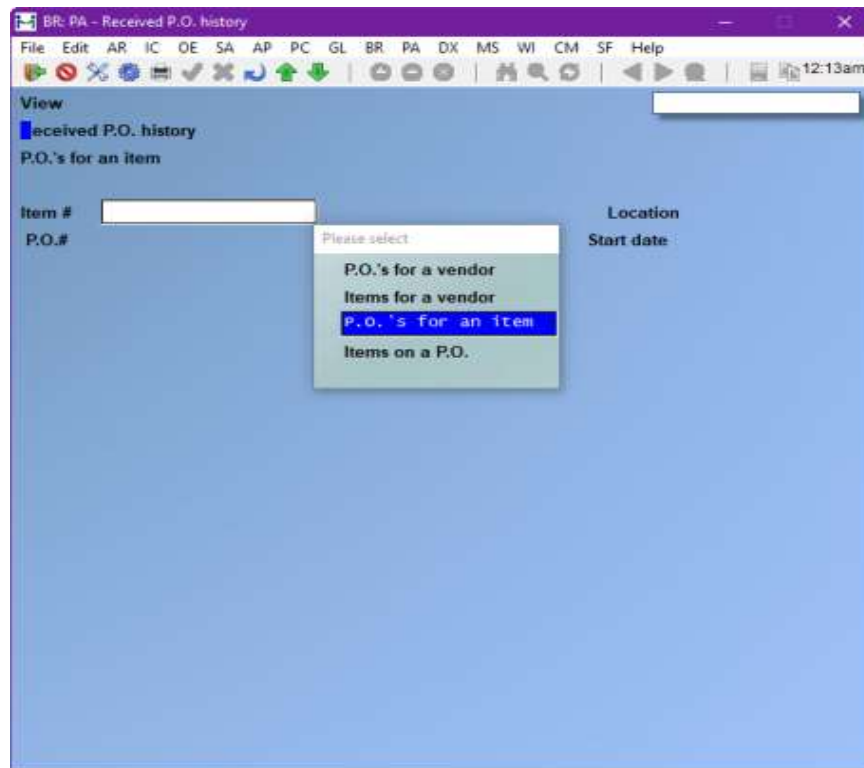 BR: PA - Received P.O. history
File Edit AR IC OE SA AP PC GL BR PA DX MS WI CM SF Help
12:13am
View
eceived P.O. history
P.O.'s for an item
Item # Location
P.O.# Start date
Please select
P.O.'s for a vendor
Items for a vendor
P.O.'s for an item
Items on a P.O.